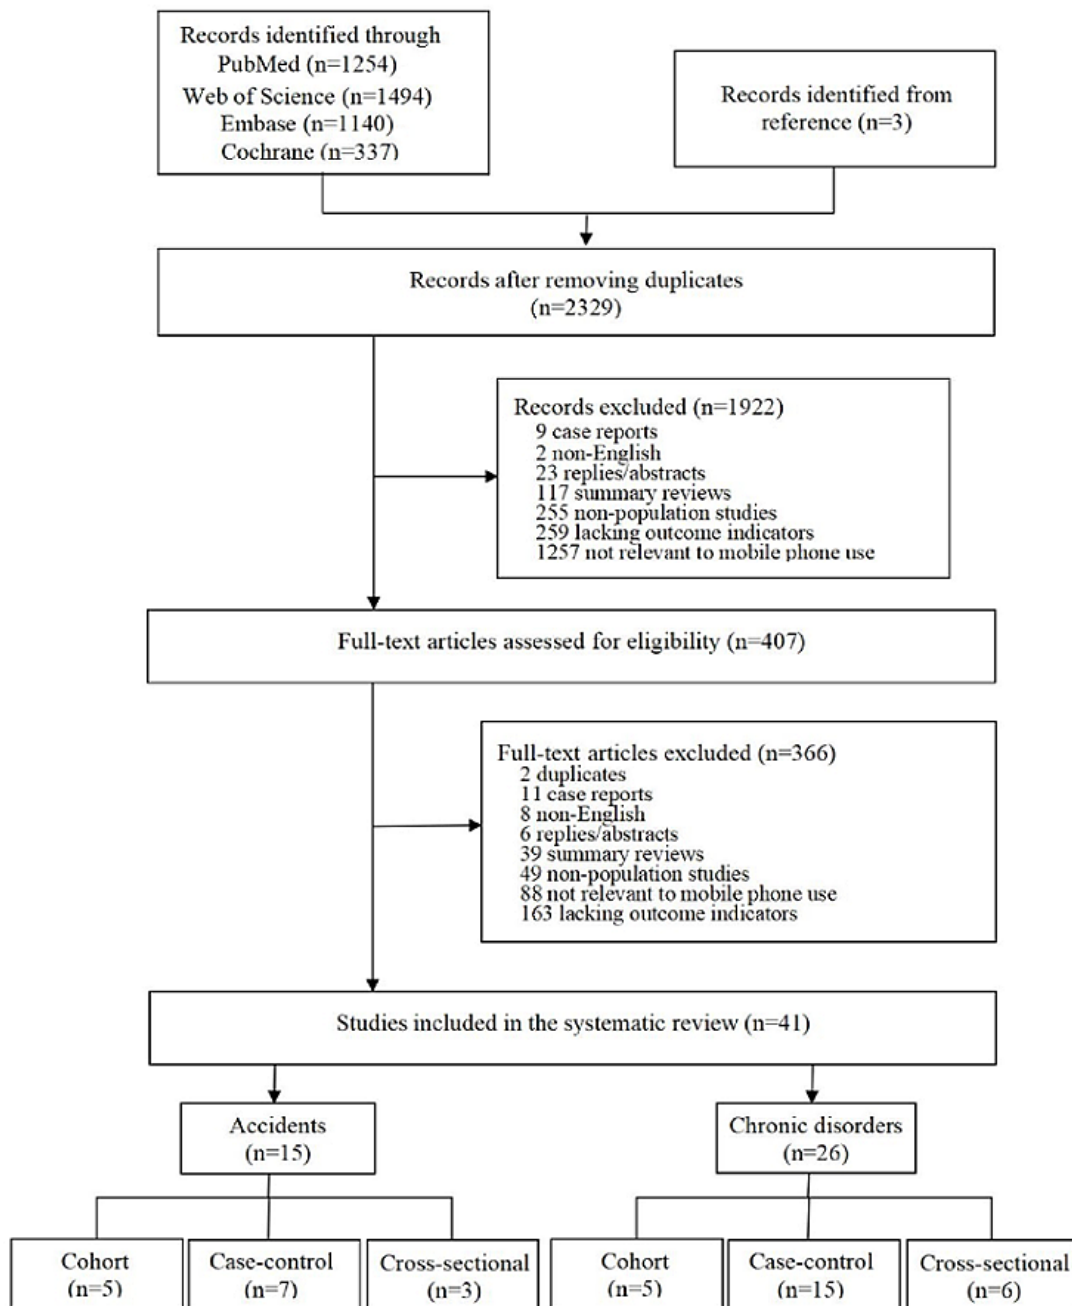 Records identified through
PubMed (n=1254)
Web of Science (n=1494)
Embase (n=1140)
Cochrane (n=337)
Records identified from
reference (n=3)
Records after removing duplicates
(n=2329)
Records excluded (n=1922)
9 case reports
2 non-English
23 replies/abstracts
117 summary reviews
255 non-population studies
259 lacking outcome indicators
1257 not relevant to mobile phone use
Full-text articles assessed for eligibility (n=407)
Full-text articles excluded (n=366)
2 duplicates
11 case reports
8 non-English
6 replies/abstracts
39 summary reviews
49 non-population studies
88 not relevant to mobile phone use
163 lacking outcome indicators
Studies included in the systematic review (n=41)
Accidents
(n=15)
Chronic disorders
(n=26)
Cohort
(n=5)
Case-control
(n=7)
Cross-sectional
(n=3)
Cohort
(n=5)
Case-control
(n=15)
Cross-sectional
(n=6)